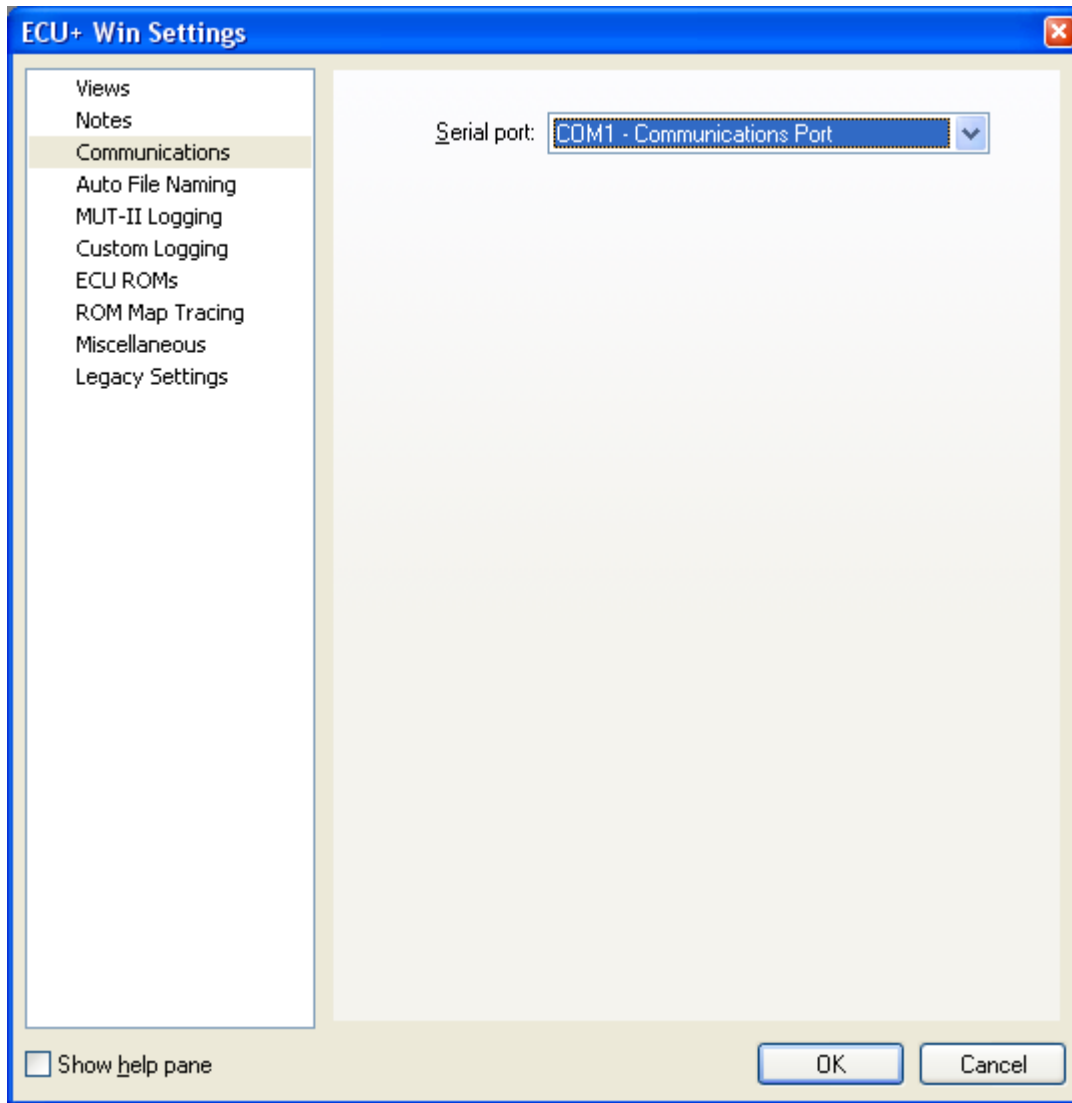 ECU+ Win Settings
Views
Notes
Communications
Auto File Naming
MUT-II Logging
Custom Logging
ECU ROMs
ROM Map Tracing
Miscellaneous
Legacy Settings
Serial port: COM1 - Communications Port
Show help pane
OK
Cancel